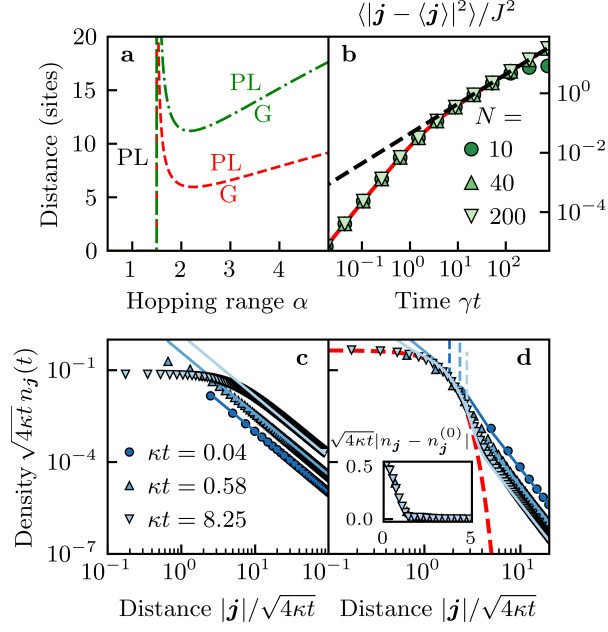 ⟨|j − ⟨j⟩|²⟩/J²
a
20
15
10
5
0
Distance (sites)
PL
PL
G
PL
G
1
2
3
4
Hopping range α
b
N =
10
40
200
10⁰
10⁻²
10⁻⁴
10⁻¹
10⁰
10¹
10²
Time γt
c
10⁻¹
10⁻⁴
10⁻⁷
Density √4κt nⱼ(t)
κt = 0.04
κt = 0.58
κt = 8.25
10⁻¹
10⁰
10¹
Distance |j|/√4κt
d
√4κt|nⱼ − nⱼ⁽⁰⁾|
0.5
0.0
0
5
10⁻¹
10⁰
10¹
Distance |j|/√4κt